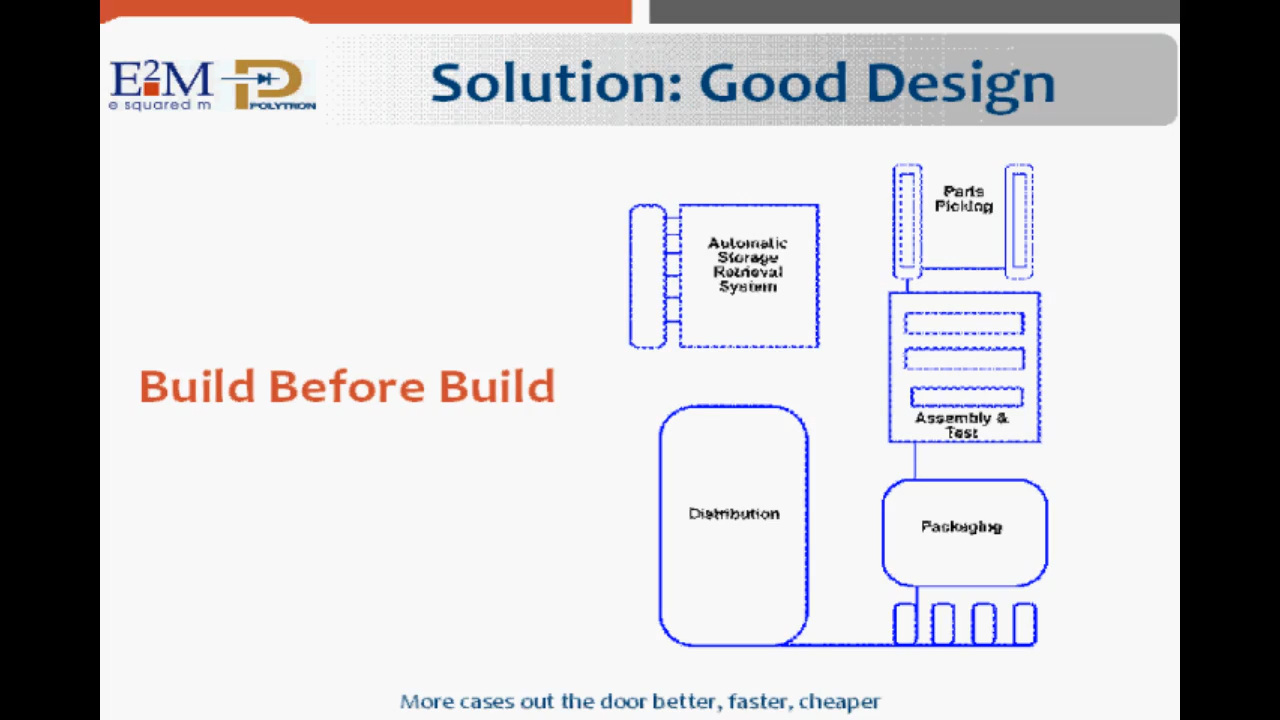 E2M
e squared m
POLYTRON
Solution: Good Design
Parts
Picking
Automatic
Storage
Retrieval
System
Build Before Build
Assembly &
Test
Distribution
Packaging
More cases out the door better, faster, cheaper